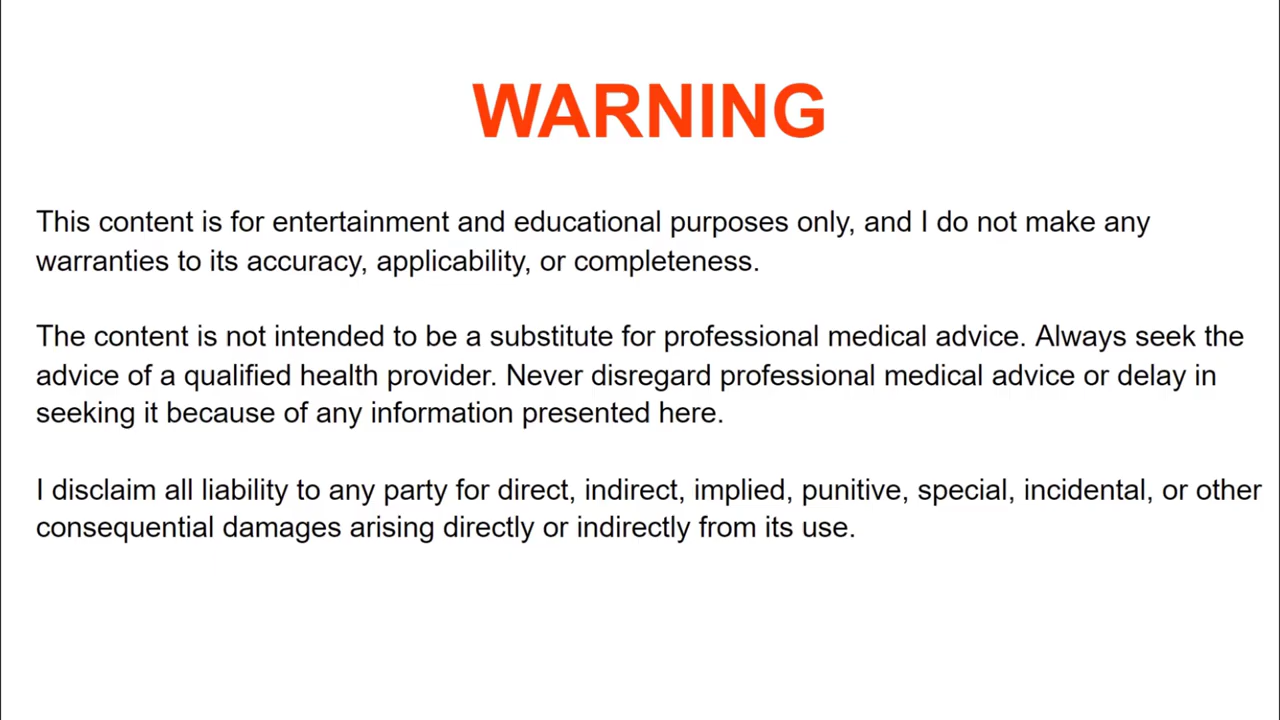 WARNING
This content is for entertainment and educational purposes only, and I do not make any
warranties to its accuracy, applicability, or completeness.
The content is not intended to be a substitute for professional medical advice. Always seek the
advice of a qualified health provider. Never disregard professional medical advice or delay in
seeking it because of any information presented here.
I disclaim all liability to any party for direct, indirect, implied, punitive, special, incidental, or other
consequential damages arising directly or indirectly from its use.